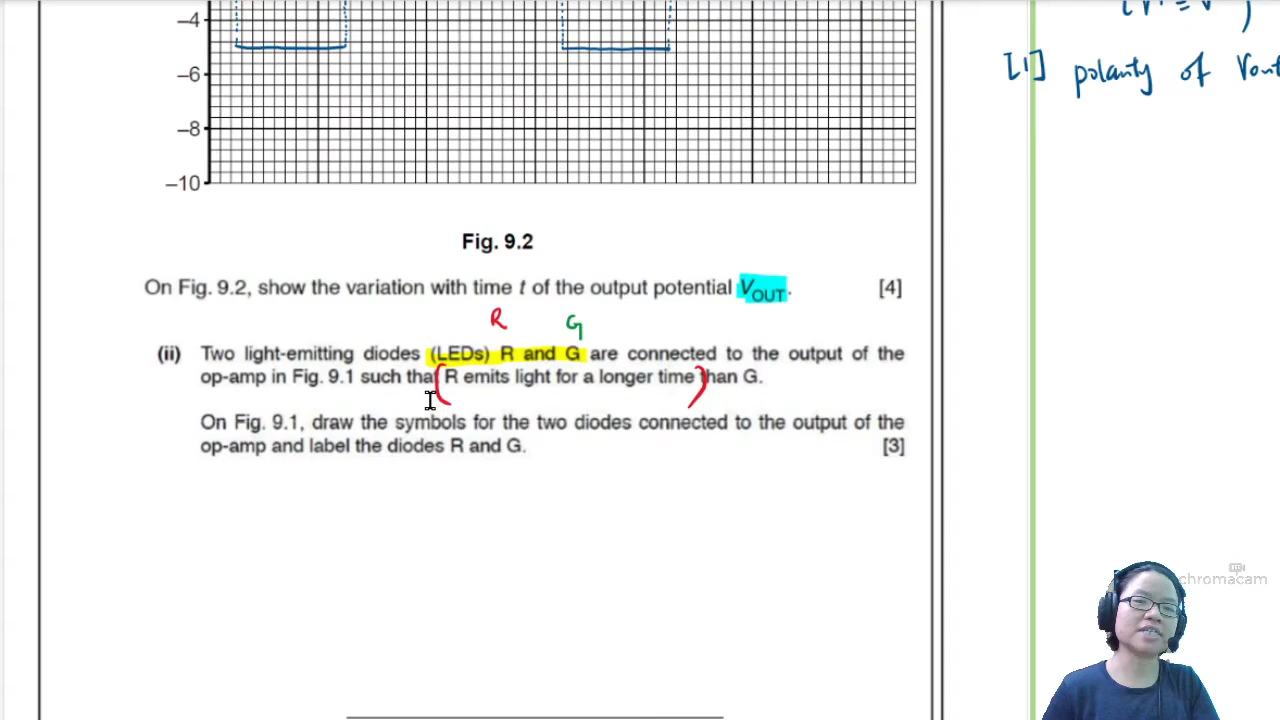 –4
–6
–8
–10
[1] polarity of Vout
Fig. 9.2
On Fig. 9.2, show the variation with time t of the output potential VOUT. [4]
R G
(ii) Two light-emitting diodes (LEDs) R and G are connected to the output of the
op-amp in Fig. 9.1 such that (R emits light for a longer time) than G.
On Fig. 9.1, draw the symbols for the two diodes connected to the output of the
op-amp and label the diodes R and G. [3]
chromacam